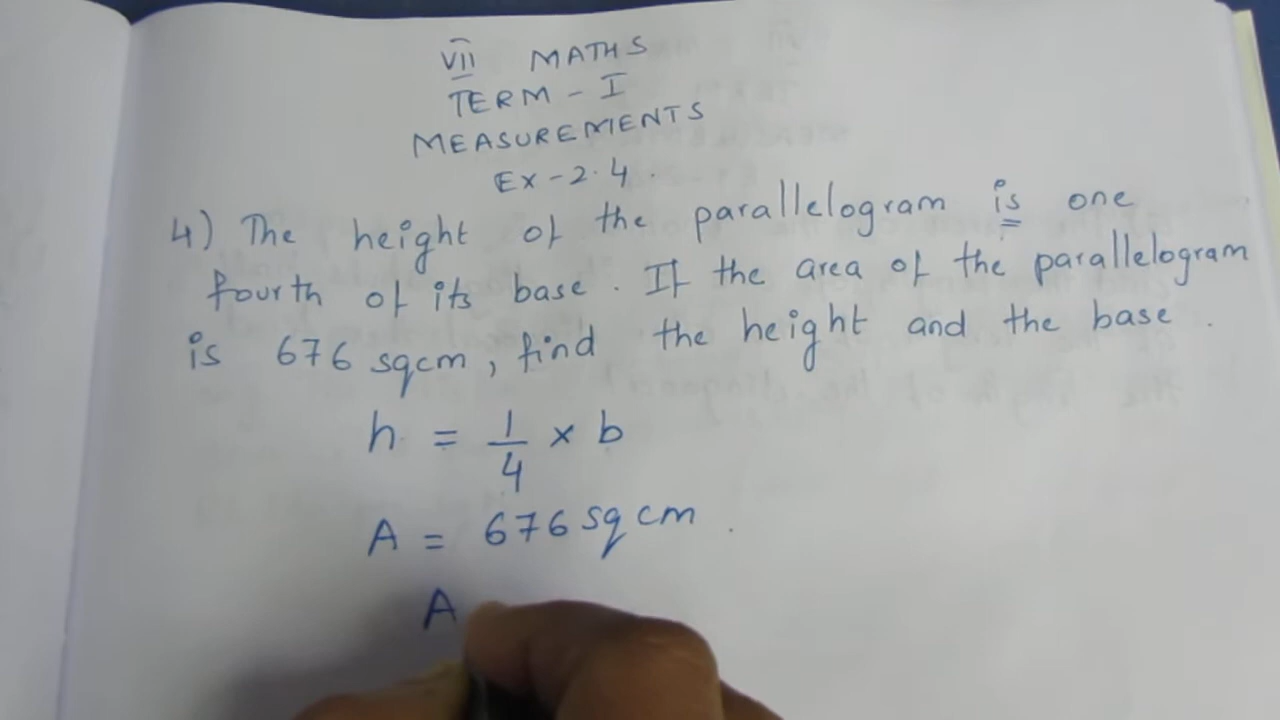 VII MATHS
TERM - I
MEASUREMENTS
EX - 2.4.
4) The height of the parallelogram is one
fourth of its base. If the area of the parallelogram
is 676 sqcm, find the height and the base.
h = 1/4 × b
A = 676 sq cm.
A